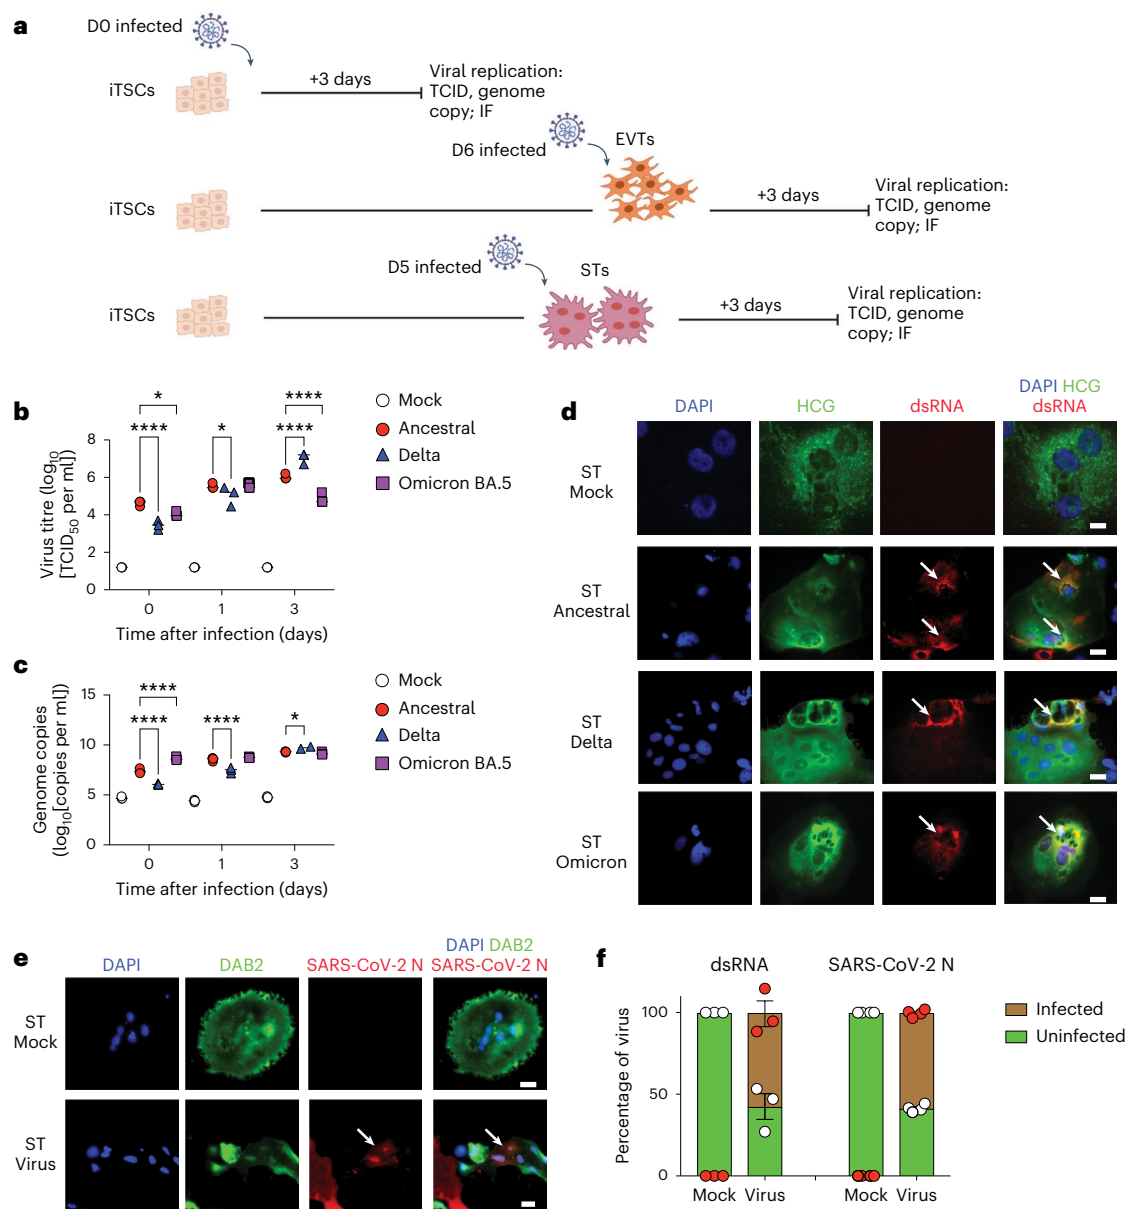 a
D0 infected
iTSCs
+3 days
Viral replication:
TCID, genome
copy; IF
D6 infected
EVTs
iTSCs
+3 days
Viral replication:
TCID, genome
copy; IF
D5 infected
STs
iTSCs
+3 days
Viral replication:
TCID, genome
copy; IF
b
Virus titre (log10
[TCID50 per ml])
8
6
4
2
0
*
****
*
****
****
0
1
3
Time after infection (days)
Mock
Ancestral
Delta
Omicron BA.5
c
Genome copies
(log10[copies per ml])
15
10
5
0
****
****
****
*
0
1
3
Time after infection (days)
Mock
Ancestral
Delta
Omicron BA.5
d
DAPI
HCG
dsRNA
DAPI HCG
dsRNA
ST
Mock
ST
Ancestral
ST
Delta
ST
Omicron
e
DAPI
DAB2
SARS-CoV-2 N
DAPI DAB2
SARS-CoV-2 N
ST
Mock
ST
Virus
f
dsRNA
SARS-CoV-2 N
Percentage of virus
100
50
0
Mock
Virus
Mock
Virus
Infected
Uninfected